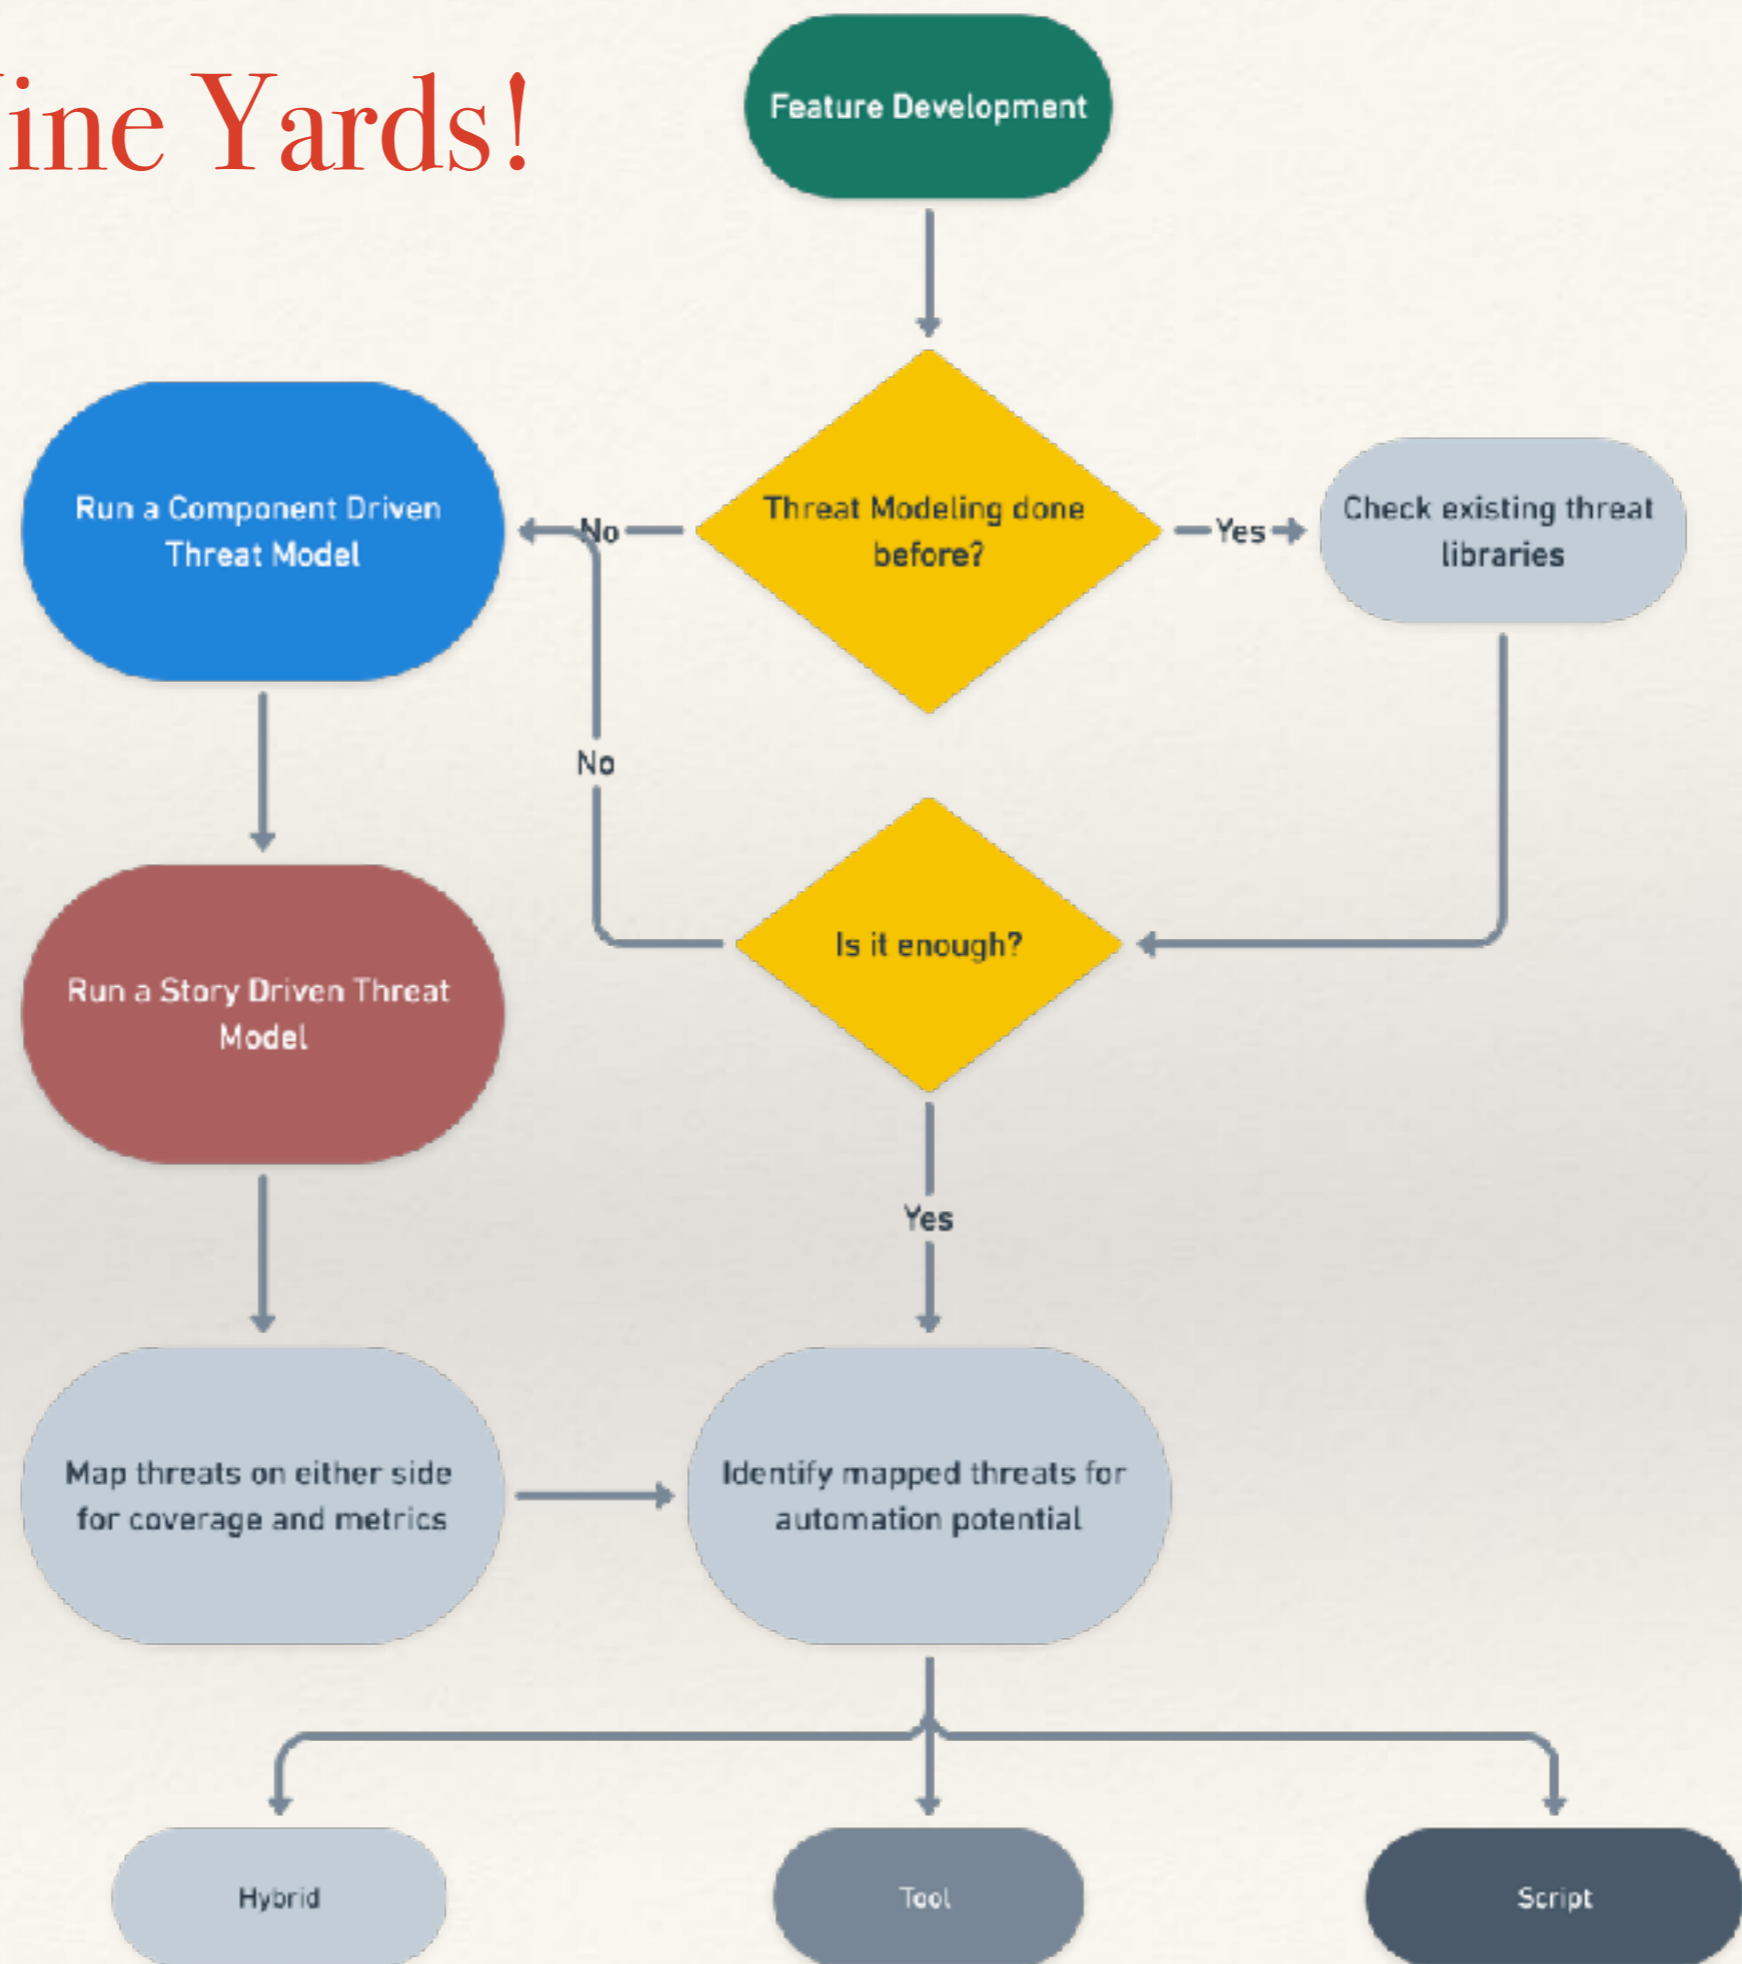 ine Yards!
Feature Development
Run a Component Driven
Threat Model
No
Threat Modeling done
before?
Yes
Check existing threat
libraries
No
Is it enough?
Run a Story Driven Threat
Model
Yes
Map threats on either side
for coverage and metrics
Identify mapped threats for
automation potential
Hybrid
Tool
Script